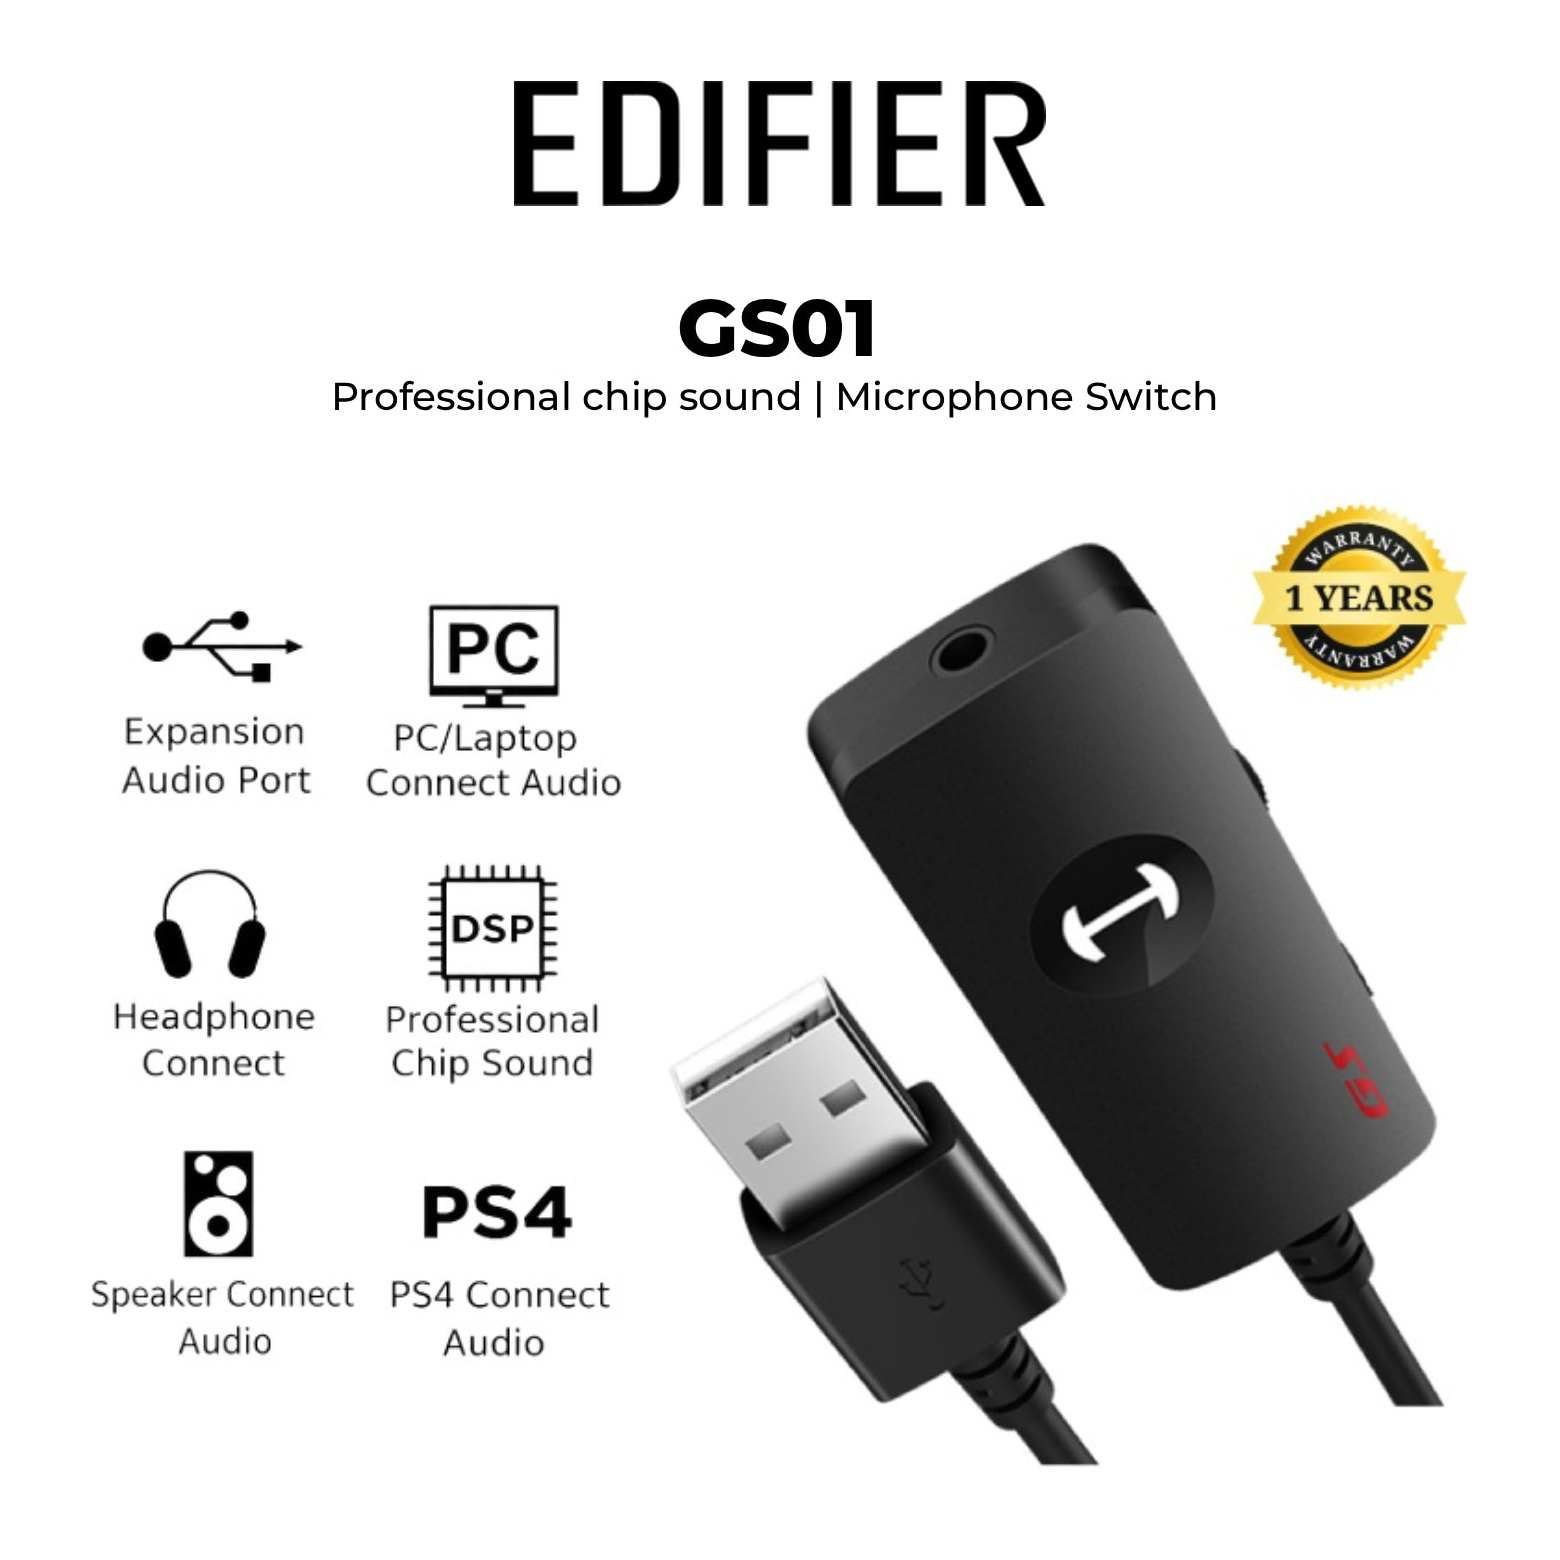 EDIFIER
GS01
Professional chip sound | Microphone Switch
WARRANTY
1 YEARS
WARRANTY
PC
Expansion
Audio Port
PC/Laptop
Connect Audio
DSP
Headphone
Connect
Professional
Chip Sound
PS4
Speaker Connect
Audio
PS4 Connect
Audio
GS